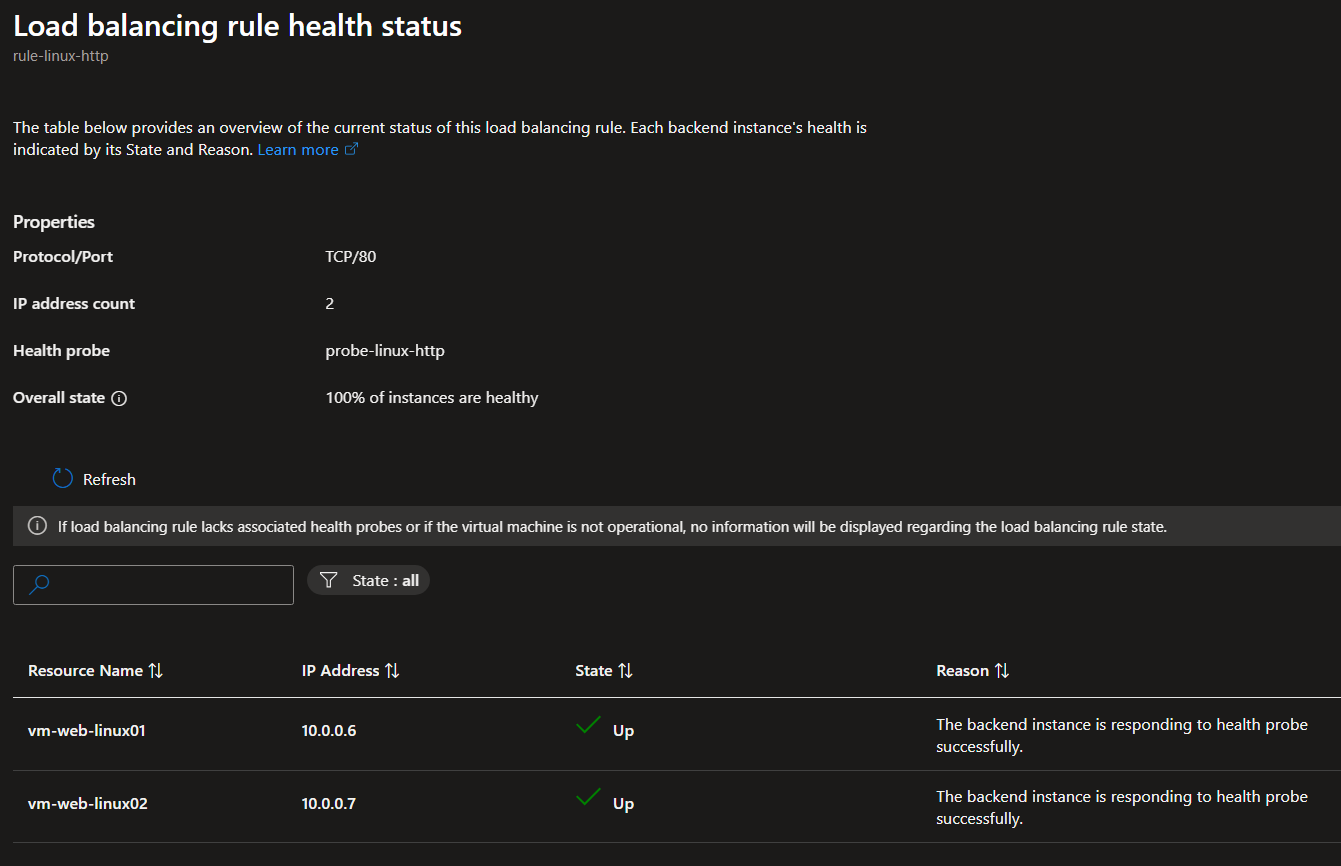 Load balancing rule health status
rule-linux-http
The table below provides an overview of the current status of this load balancing rule. Each backend instance's health is
indicated by its State and Reason. Learn more
Properties
Protocol/Port TCP/80
IP address count 2
Health probe probe-linux-http
Overall state 100% of instances are healthy
Refresh
If load balancing rule lacks associated health probes or if the virtual machine is not operational, no information will be displayed regarding the load balancing rule state.
State : all
Resource Name IP Address State Reason
vm-web-linux01 10.0.0.6 Up The backend instance is responding to health probe
successfully.
vm-web-linux02 10.0.0.7 Up The backend instance is responding to health probe
successfully.